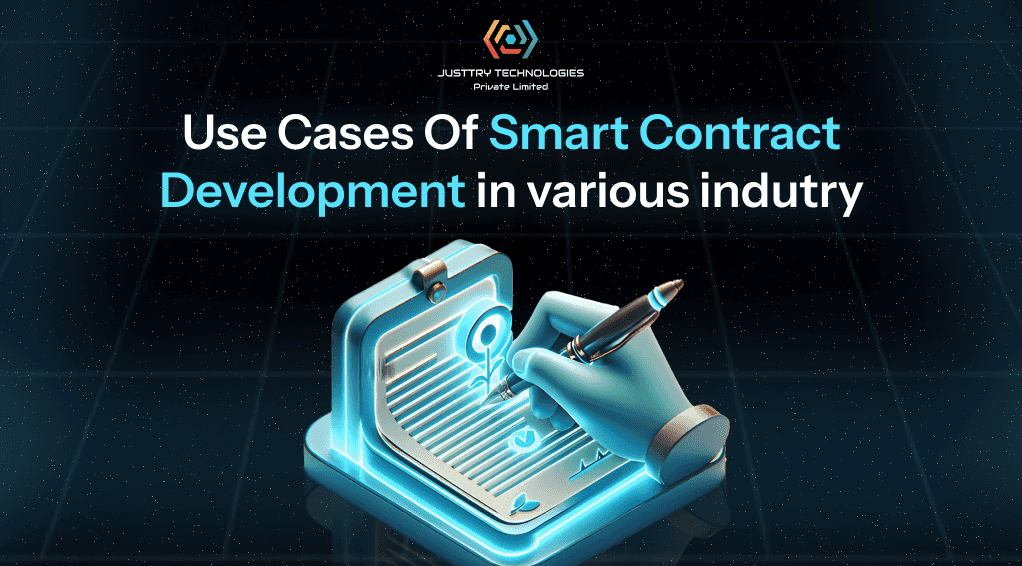 JUSTTRY TECHNOLOGIES
Private Limited
Use Cases Of Smart Contract
Development in various indutry